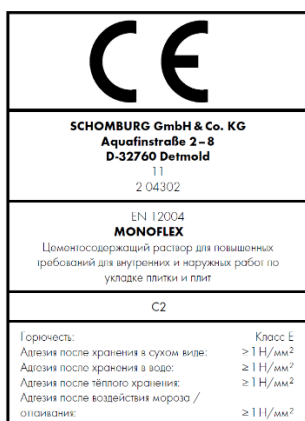 CE
SCHOMBURG GmbH & Co. KG
Aquafinstraße 2 – 8
D-32760 Detmold
11
2 04302
EN 12004
MONOFLEX
Цементосодержащий раствор для повышенных
требований для внутренних и наружных работ по
укладке плитки и плит
C2
Горючесть: Класс E
Адгезия после хранения в сухом виде: ≥ 1 Н/мм²
Адгезия после хранения в воде: ≥ 1 Н/мм²
Адгезия после тёплого хранения: ≥ 1 Н/мм²
Адгезия после воздействия мороза /
оттаивания: ≥ 1 Н/мм²